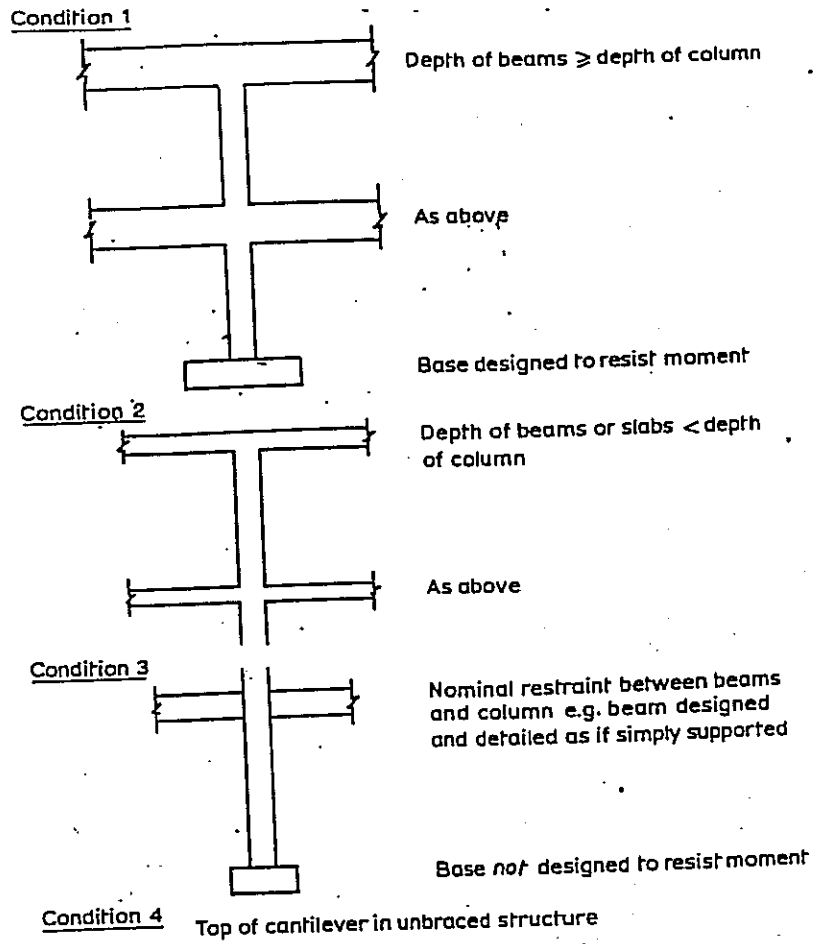 Condition 1
Depth of beams ⩾ depth of column
As above
Base designed to resist moment
Condition 2
Depth of beams or slabs < depth
of column
As above
Condition 3
Nominal restraint between beams
and column e.g. beam designed
and detailed as if simply supported
Base not designed to resist moment
Condition 4 Top of cantilever in unbraced structure